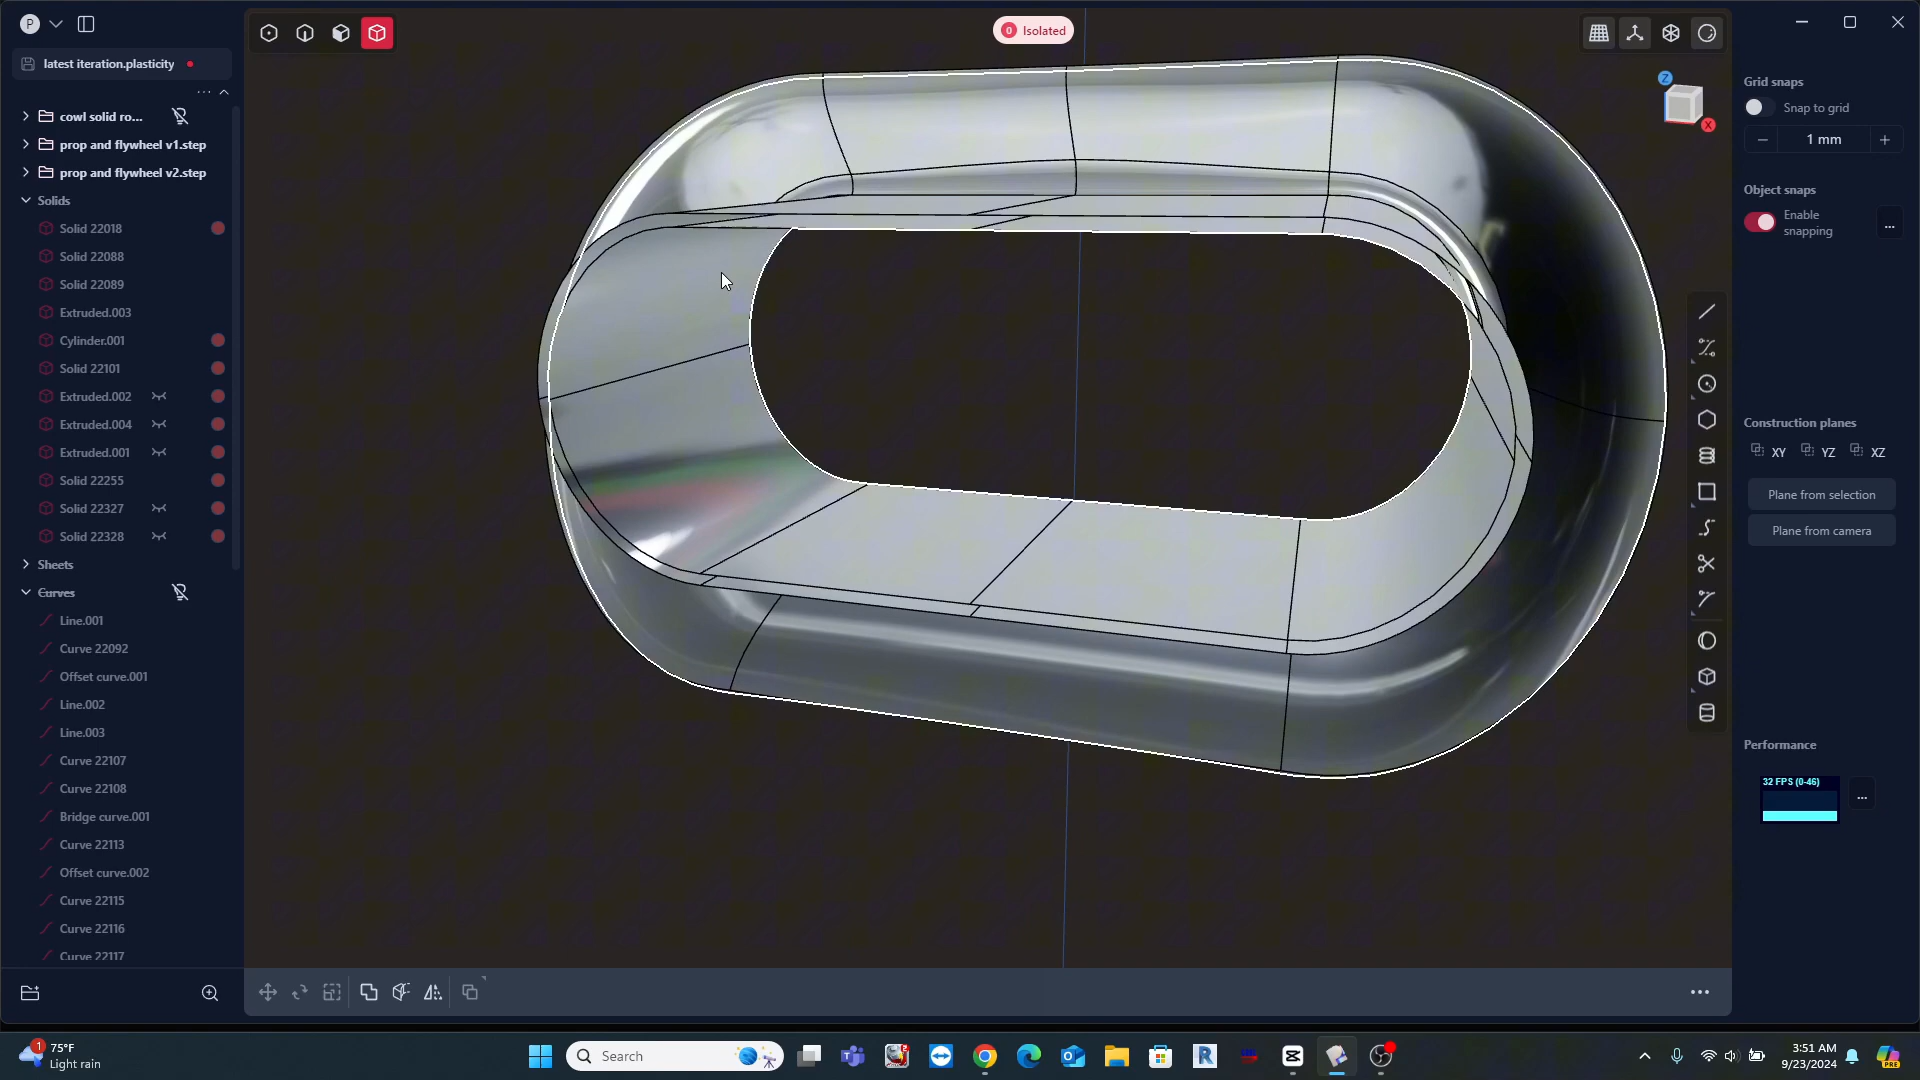 P
latest iteration.plasticity
cowl solid ro...
prop and flywheel v1.step
prop and flywheel v2.step
Solids
Solid 22018
Solid 22088
Solid 22089
Extruded.003
Cylinder.001
Solid 22101
Extruded.002
Extruded.004
Extruded.001
Solid 22255
Solid 22327
Solid 22328
Sheets
Curves
Line.001
Curve 22092
Offset curve.001
Line.002
Line.003
Curve 22107
Curve 22108
Bridge curve.001
Curve 22113
Offset curve.002
Curve 22115
Curve 22116
Curve 22117
0 Isolated
Z
X
Grid snaps
Snap to grid
1 mm
Object snaps
Enable
snapping
...
Construction planes
XY YZ XZ
Plane from selection
Plane from camera
Performance
32 FPS (0-46)
...
1
75°F
Light rain
Search
3:51 AM
9/23/2024
PRE